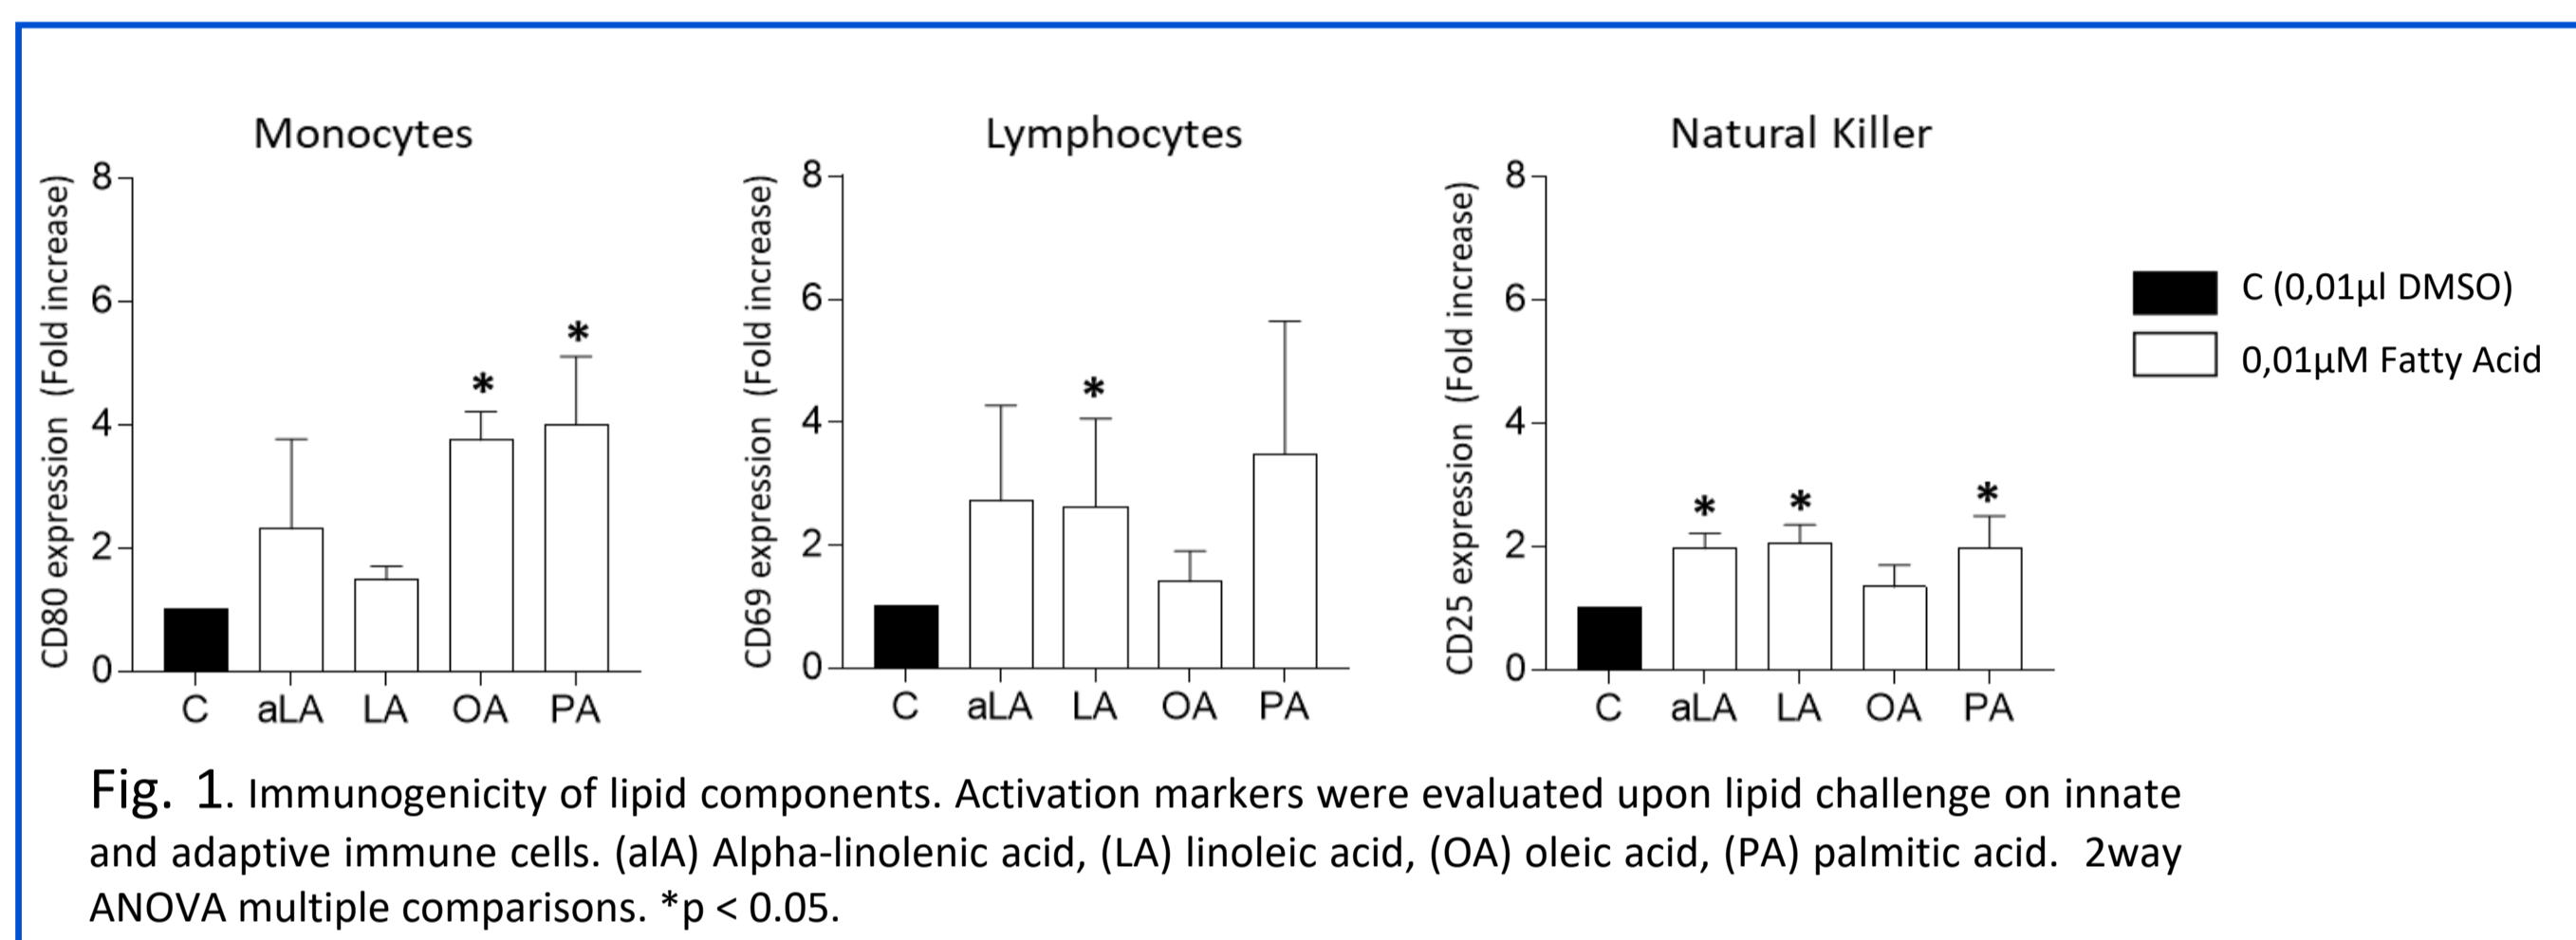 Monocytes
CD80 expression (Fold increase)
8
6
4
2
0
*
*
C aLA LA OA PA
Lymphocytes
CD69 expression (Fold increase)
8
6
4
2
0
*
C aLA LA OA PA
Natural Killer
CD25 expression (Fold increase)
8
6
4
2
0
*
*
*
C aLA LA OA PA
C (0,01µl DMSO)
0,01µM Fatty Acid
Fig. 1. Immunogenicity of lipid components. Activation markers were evaluated upon lipid challenge on innate
and adaptive immune cells. (alA) Alpha-linolenic acid, (LA) linoleic acid, (OA) oleic acid, (PA) palmitic acid. 2way
ANOVA multiple comparisons. *p < 0.05.